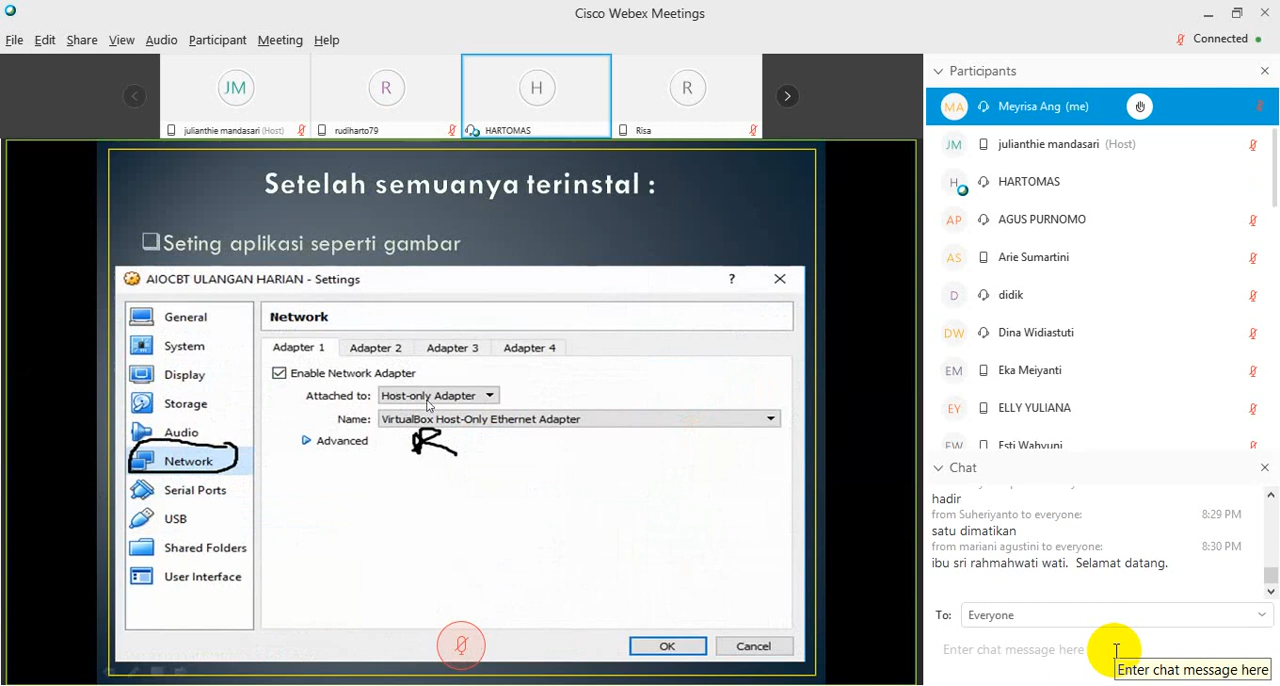 Cisco Webex Meetings
File Edit Share View Audio Participant Meeting Help
Connected
JM
R
H
R
julianthie mandasari (Host)
rudiharto79
HARTOMAS
Risa
Setelah semuanya terinstal :
Seting aplikasi seperti gambar
AIOCBT ULANGAN HARIAN - Settings
?
General
System
Display
Storage
Audio
Network
Serial Ports
USB
Shared Folders
User Interface
Network
Adapter 1 Adapter 2 Adapter 3 Adapter 4
Enable Network Adapter
Attached to: Host-only Adapter
Name: VirtualBox Host-Only Ethernet Adapter
Advanced
OK Cancel
Participants
MA Meyrisa Ang (me)
JM julianthie mandasari (Host)
H HARTOMAS
AP AGUS PURNOMO
AS Arie Sumartini
D didik
DW Dina Widiastuti
EM Eka Meiyanti
EY ELLY YULIANA
EW Esti Wahyuni
Chat
hadir
from Suheriyanto to everyone: 8:29 PM
satu dimatikan
from mariani agustini to everyone: 8:30 PM
ibu sri rahmahwati wati. Selamat datang.
To: Everyone
Enter chat message here
Enter chat message here